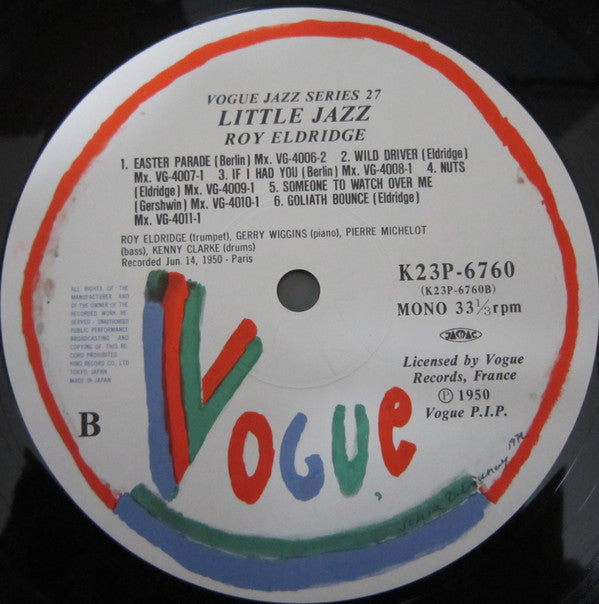 VOGUE JAZZ SERIES 27
LITTLE JAZZ
ROY ELDRIDGE
1. EASTER PARADE (Berlin) Mx. VG-4006-2 2. WILD DRIVER (Eldridge)
Mx. VG-4007-1 3. IF I HAD YOU (Berlin) Mx. VG-4008-1 4. NUTS
(Eldridge) Mx. VG-4009-1 5. SOMEONE TO WATCH OVER ME
(Gershwin) Mx. VG-4010-1 6. GOLIATH BOUNCE (Eldridge)
Mx. VG-4011-1
ROY ELDRIDGE (trumpet), GERRY WIGGINS (piano), PIERRE MICHELOT
(bass), KENNY CLARKE (drums)
Recorded Jun. 14, 1950 - Paris
K23P-6760
(K23P-6760B)
MONO 33⅓rpm
JASRAC
ALL RIGHTS OF THE
MANUFACTURER AND
OF THE OWNER OF THE
RECORDED WORK RE-
SERVED · UNAUTHORISED
PUBLIC PERFORMANCE
BROADCASTING AND
COPYING OF THIS RE-
CORD PROHIBITED
KING RECORD CO., LTD
TOKYO, JAPAN
MADE IN JAPAN
Licensed by Vogue
Records, France
Ⓟ 1950
Vogue P.I.P.
B
VOGUE